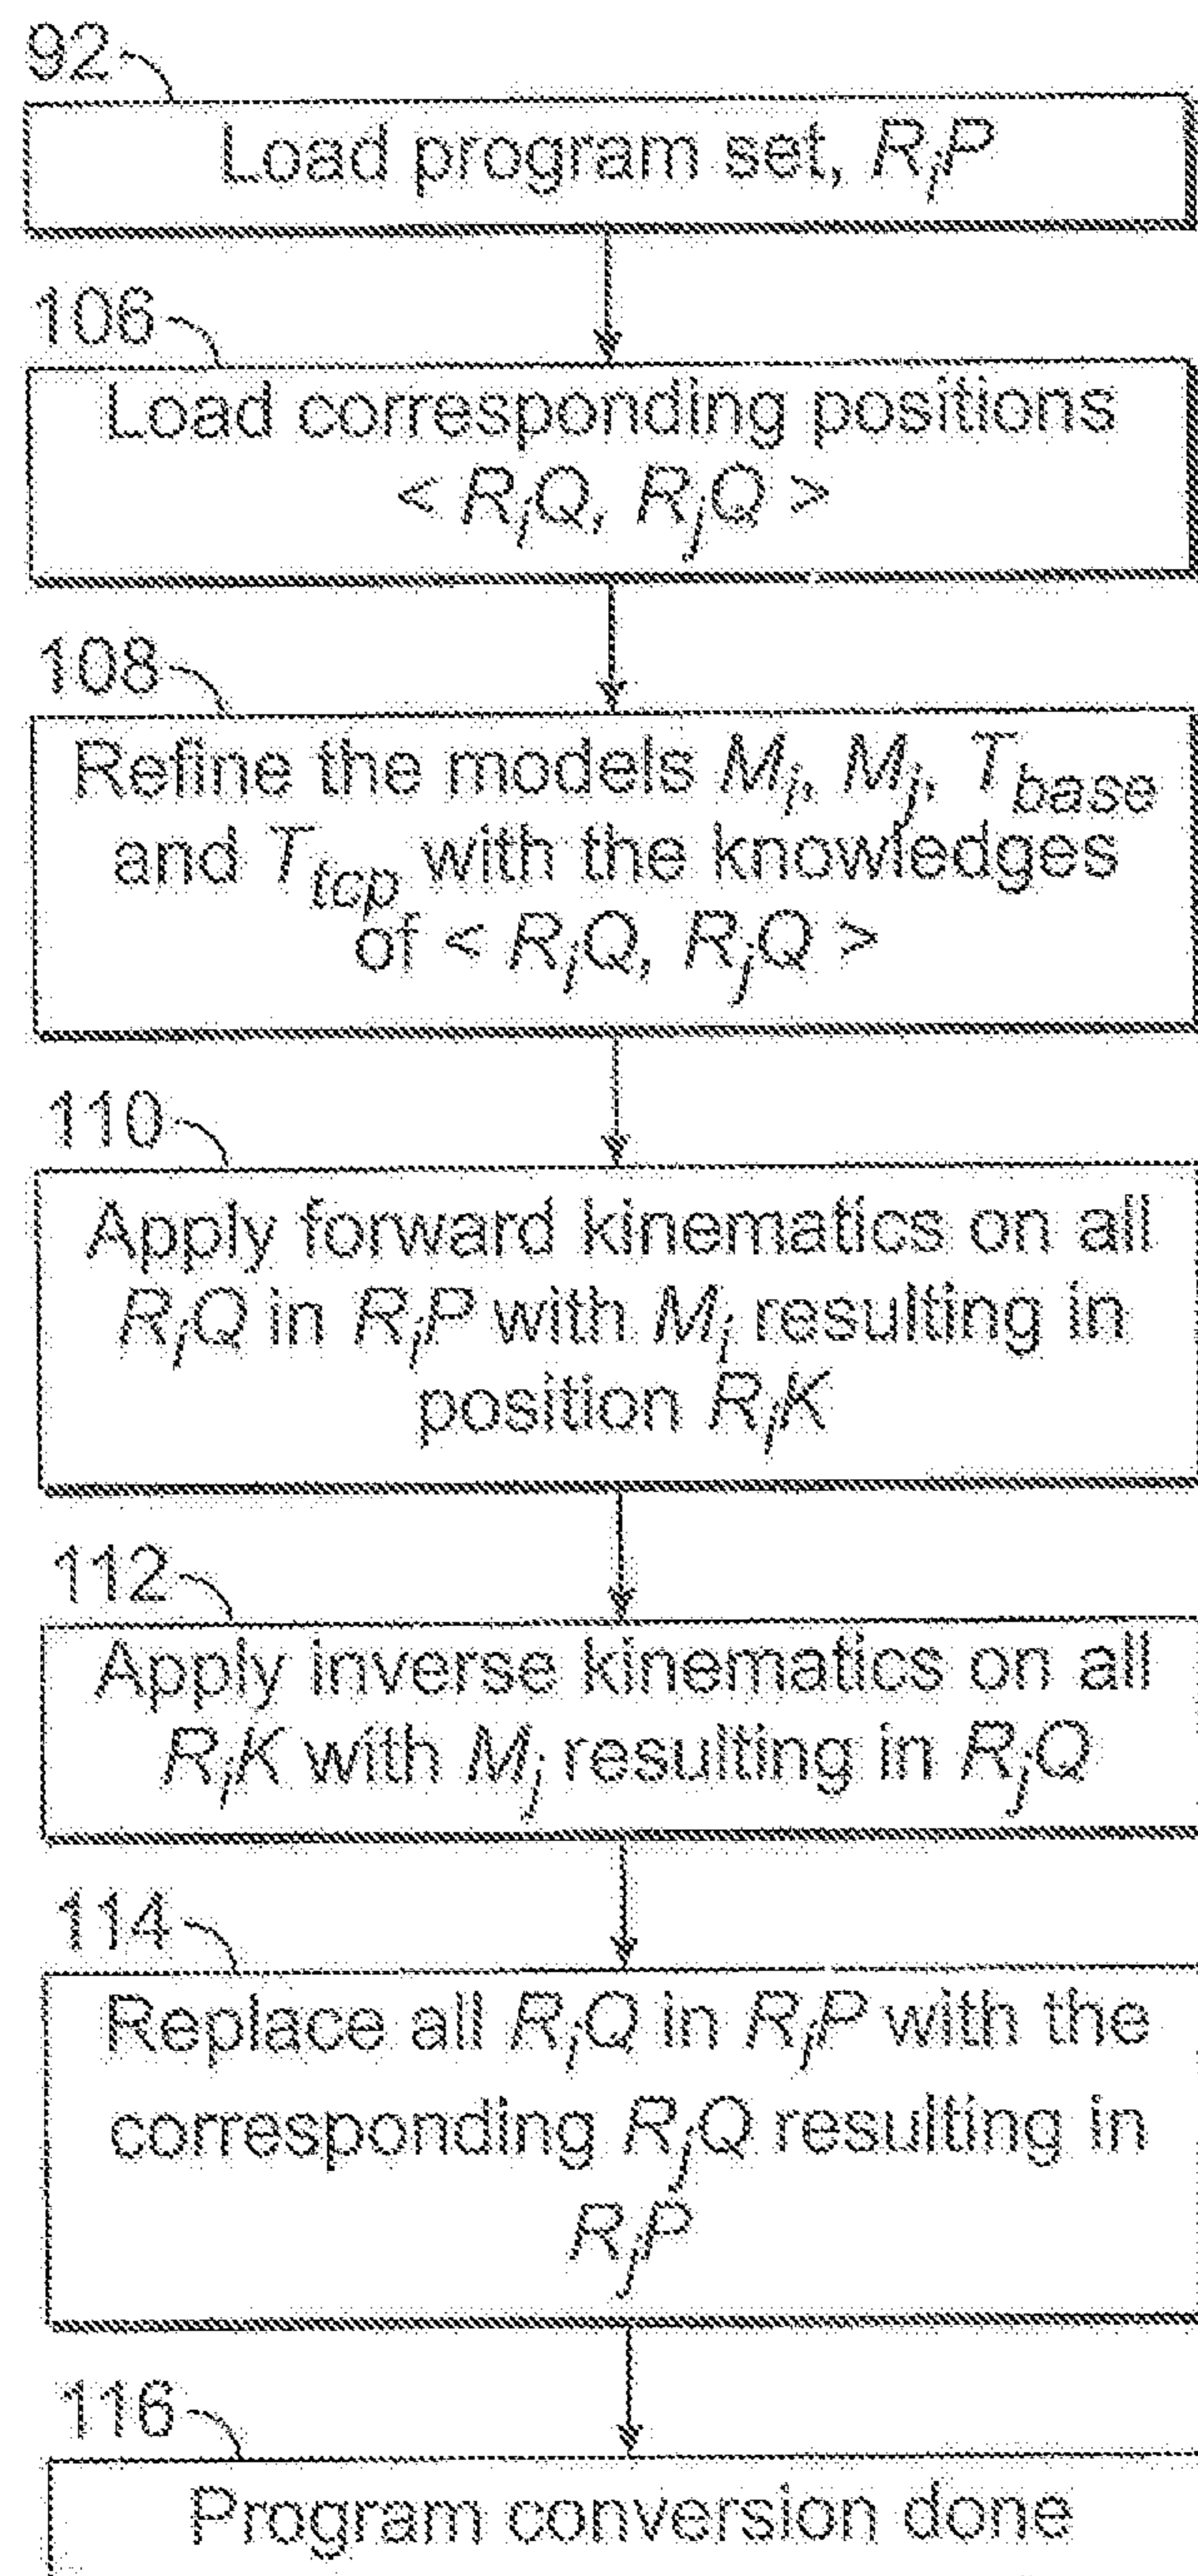 92
Load program set, RiP
106
Load corresponding positions
< RiQ, RjQ >
108
Refine the models Mi, Mj, Tbase
and Ttcp with the knowledges
of < RiQ, RjQ >
110
Apply forward kinematics on all
RiQ in RiP with Mi resulting in
position RiK
112
Apply inverse kinematics on all
RiK with Mj resulting in RjQ
114
Replace all RiQ in RiP with the
corresponding RjQ resulting in
RjP
116
Program conversion done